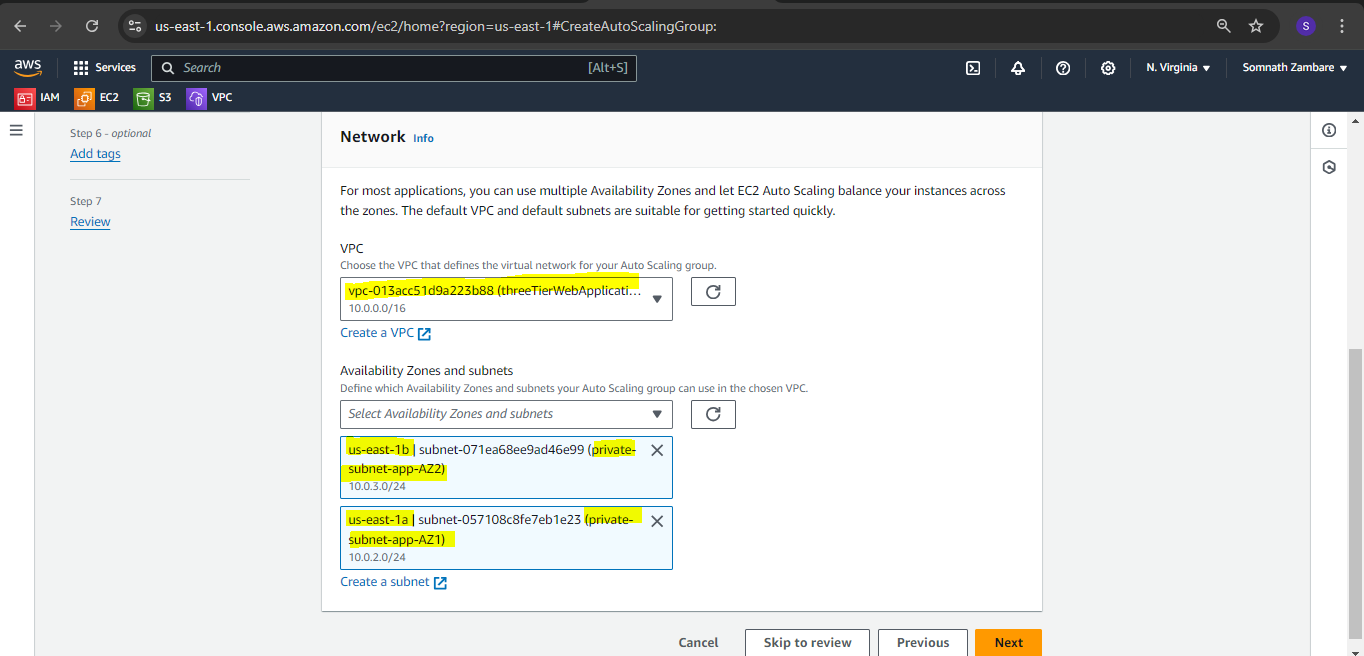 us-east-1.console.aws.amazon.com/ec2/home?region=us-east-1#CreateAutoScalingGroup:
S
aws
Services
Search
[Alt+S]
N. Virginia
Somnath Zambare
IAM
EC2
S3
VPC
Step 6 - optional
Add tags
Step 7
Review
Network Info
For most applications, you can use multiple Availability Zones and let EC2 Auto Scaling balance your instances across
the zones. The default VPC and default subnets are suitable for getting started quickly.
VPC
Choose the VPC that defines the virtual network for your Auto Scaling group.
vpc-013acc51d9a223b88 (threeTierWebApplicati...
10.0.0.0/16
Create a VPC
Availability Zones and subnets
Define which Availability Zones and subnets your Auto Scaling group can use in the chosen VPC.
Select Availability Zones and subnets
us-east-1b | subnet-071ea68ee9ad46e99 (private-
subnet-app-AZ2)
10.0.3.0/24
us-east-1a | subnet-057108c8fe7eb1e23 (private-
subnet-app-AZ1)
10.0.2.0/24
Create a subnet
Cancel
Skip to review
Previous
Next